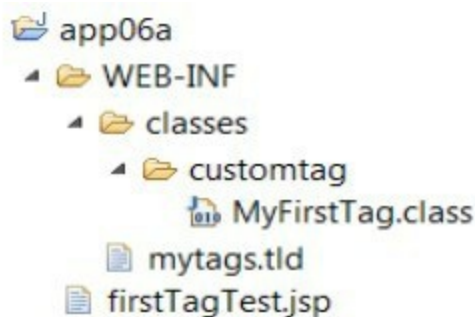 app06a
WEB-INF
classes
customtag
MyFirstTag.class
mytags.tld
firstTagTest.jsp